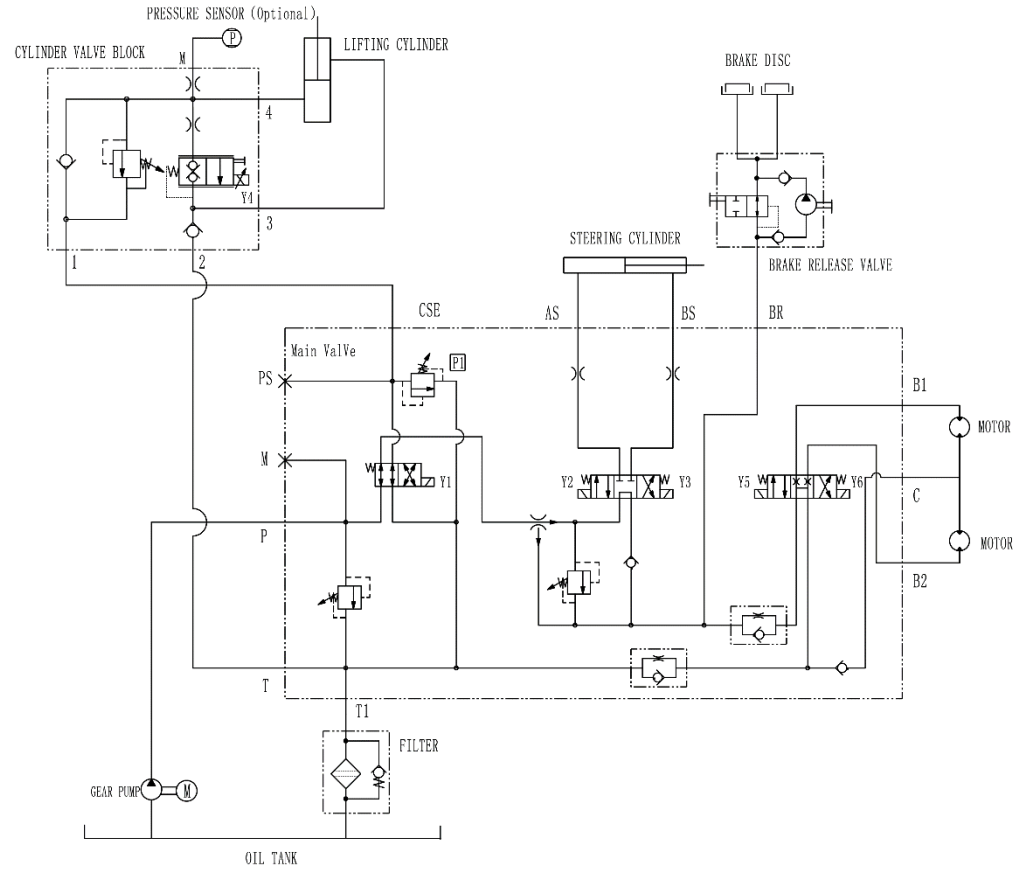 PRESSURE SENSOR (Optional)
P
LIFTING CYLINDER
CYLINDER VALVE BLOCK
M
BRAKE DISC
4
Y4
3
STEERING CYLINDER
1
2
BRAKE RELEASE VALVE
CSE
AS
BS
BR
Main ValVe
P1
PS
B1
MOTOR
M
Y1
Y2
Y3
Y5
Y6
C
P
MOTOR
B2
T
T1
FILTER
GEAR PUMP
M
OIL TANK